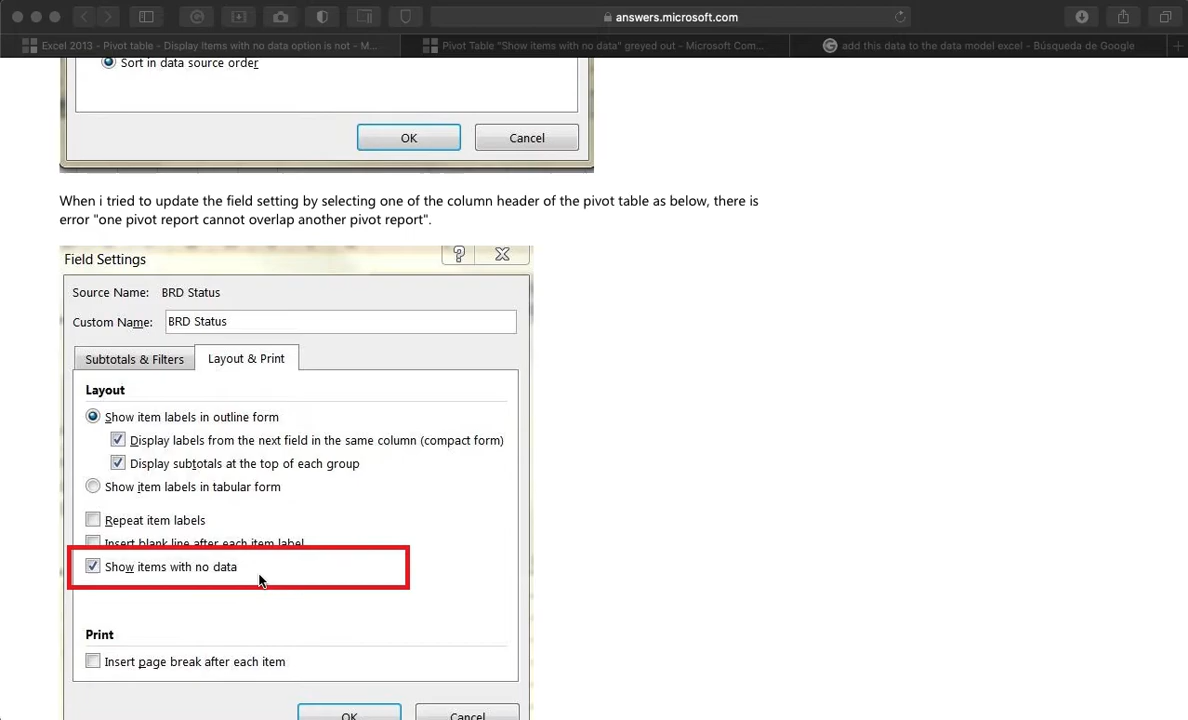 answers.microsoft.com
Excel 2013 - Pivot table - Display Items with no data option is not - M...
Pivot Table "Show items with no data" greyed out - Microsoft Com...
add this data to the data model excel - Búsqueda de Google
Sort in data source order
OK
Cancel
When i tried to update the field setting by selecting one of the column header of the pivot table as below, there is
error "one pivot report cannot overlap another pivot report".
Field Settings
Source Name: BRD Status
Custom Name: BRD Status
Subtotals & Filters
Layout & Print
Layout
Show item labels in outline form
Display labels from the next field in the same column (compact form)
Display subtotals at the top of each group
Show item labels in tabular form
Repeat item labels
Insert blank line after each item label
Show items with no data
Print
Insert page break after each item
OK
Cancel